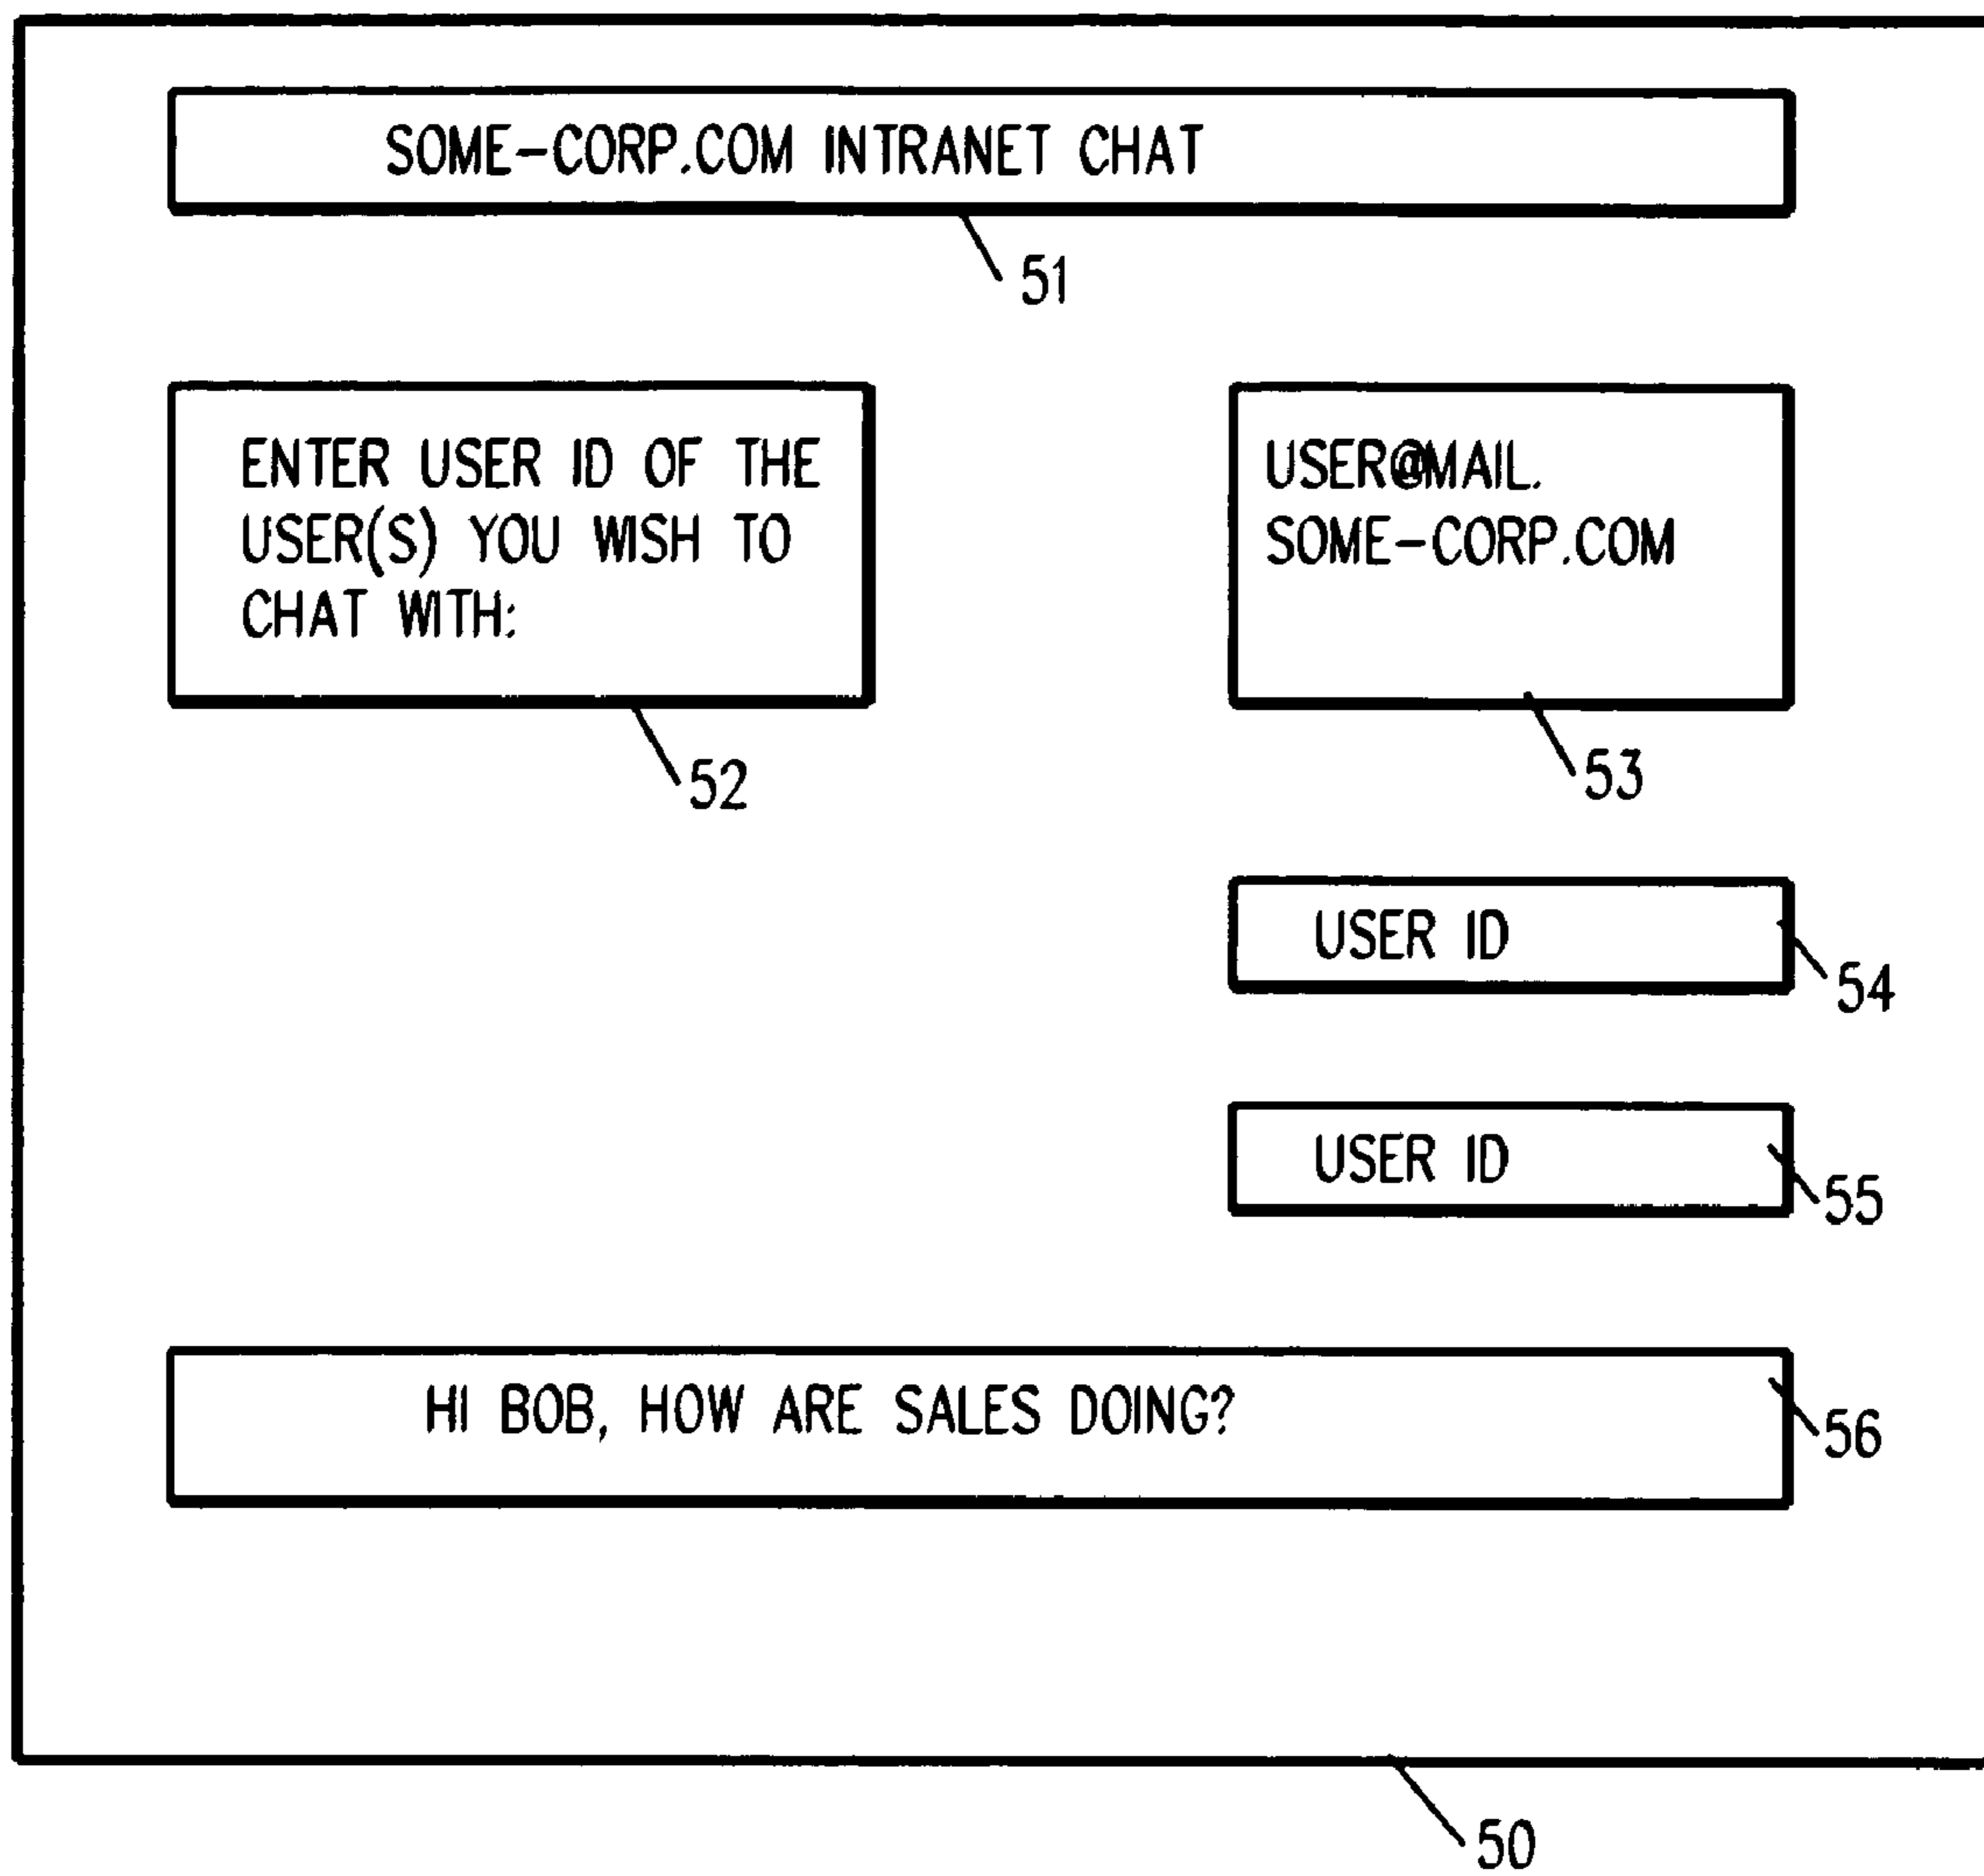 SOME-CORP.COM INTRANET CHAT
51
ENTER USER ID OF THE
USER(S) YOU WISH TO
CHAT WITH:
52
USER@MAIL.
SOME-CORP.COM
53
USER ID
54
USER ID
55
HI BOB, HOW ARE SALES DOING?
56
50